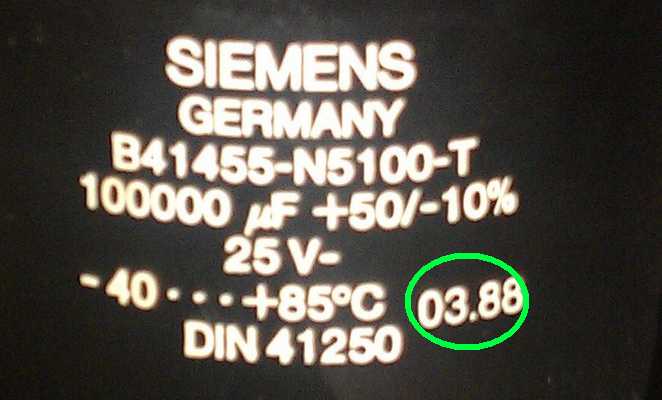 SIEMENS
GERMANY
B41455-N5100-T
100000 µF +50/-10%
25 V-
-40 · · · +85°C 03.88
DIN 41250